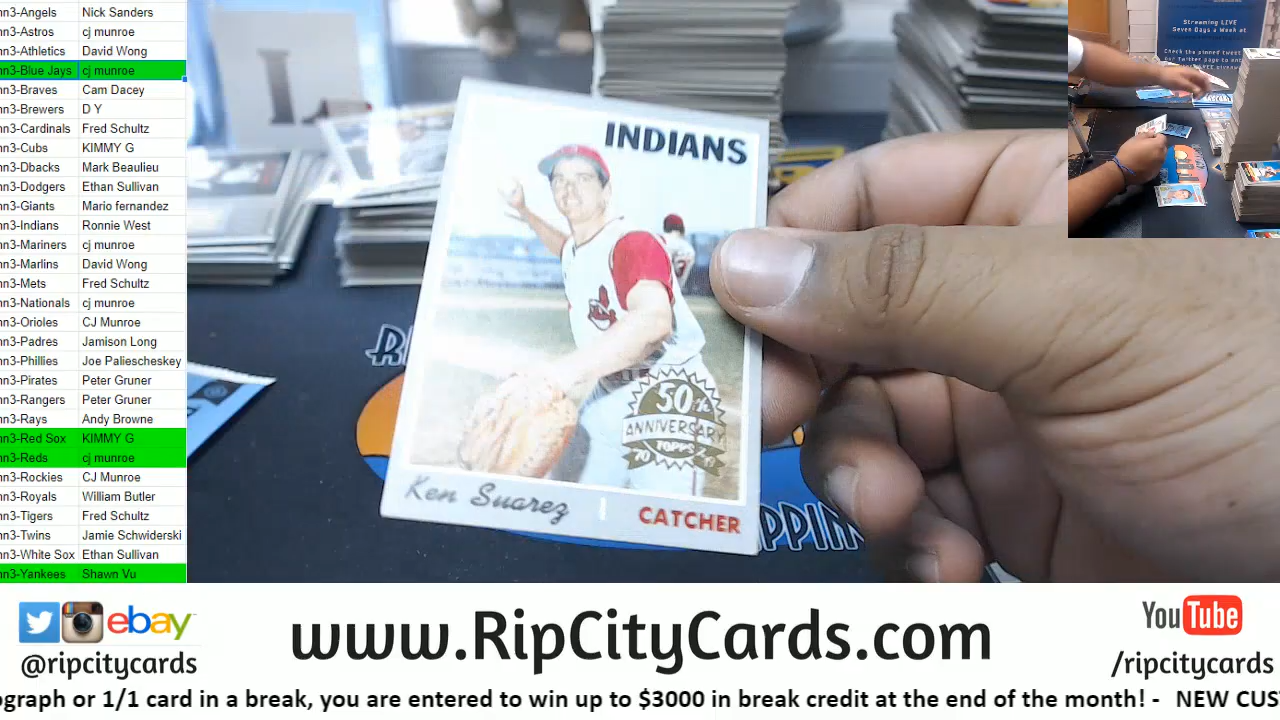 nn3-Angels Nick Sanders
nn3-Astros cj munroe
nn3-Athletics David Wong
nn3-Blue Jays cj munroe
nn3-Braves Cam Dacey
nn3-Brewers D Y
nn3-Cardinals Fred Schultz
nn3-Cubs KIMMY G
nn3-Dbacks Mark Beaulieu
nn3-Dodgers Ethan Sullivan
nn3-Giants Mario fernandez
nn3-Indians Ronnie West
nn3-Mariners cj munroe
nn3-Marlins David Wong
nn3-Mets Fred Schultz
nn3-Nationals cj munroe
nn3-Orioles CJ Munroe
nn3-Padres Jamison Long
nn3-Phillies Joe Paliescheskey
nn3-Pirates Peter Gruner
nn3-Rangers Peter Gruner
nn3-Rays Andy Browne
nn3-Red Sox KIMMY G
nn3-Reds cj munroe
nn3-Rockies CJ Munroe
nn3-Royals William Butler
nn3-Tigers Fred Schultz
nn3-Twins Jamie Schwiderski
nn3-White Sox Ethan Sullivan
nn3-Yankees Shawn Vu
INDIANS
50th
ANNIVERSARY
70 TOPPS
Ken Suarez
CATCHER
Streaming LIVE
Seven Days a Week at
Check the pinned tweet
ebay
@ripcitycards
www.RipCityCards.com
YouTube
/ripcitycards
ograph or 1/1 card in a break, you are entered to win up to $3000 in break credit at the end of the month! - NEW CUS